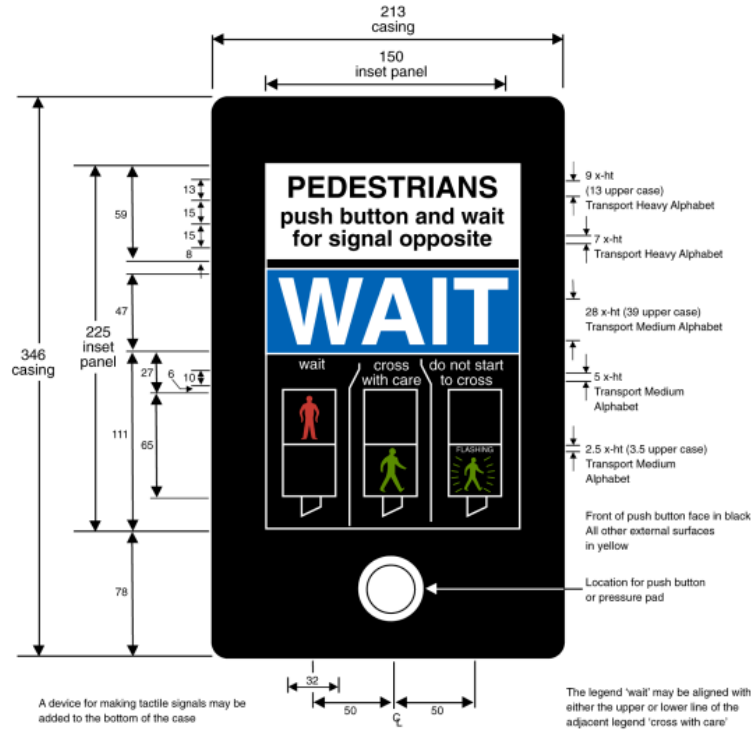 213
casing
150
inset panel
PEDESTRIANS
push button and wait
for signal opposite
WAIT
wait
cross
with care
do not start
to cross
FLASHING
346
casing
225
inset
panel
59
47
111
78
13
15
15
8
27
6
10
65
9 x-ht
(13 upper case)
Transport Heavy Alphabet
7 x-ht
Transport Heavy Alphabet
28 x-ht (39 upper case)
Transport Medium Alphabet
5 x-ht
Transport Medium
Alphabet
2.5 x-ht (3.5 upper case)
Transport Medium
Alphabet
Front of push button face in black
All other external surfaces
in yellow
Location for push button
or pressure pad
32
50
50
℄
A device for making tactile signals may be
added to the bottom of the case
The legend ‘wait’ may be aligned with
either the upper or lower line of the
adjacent legend ‘cross with care’